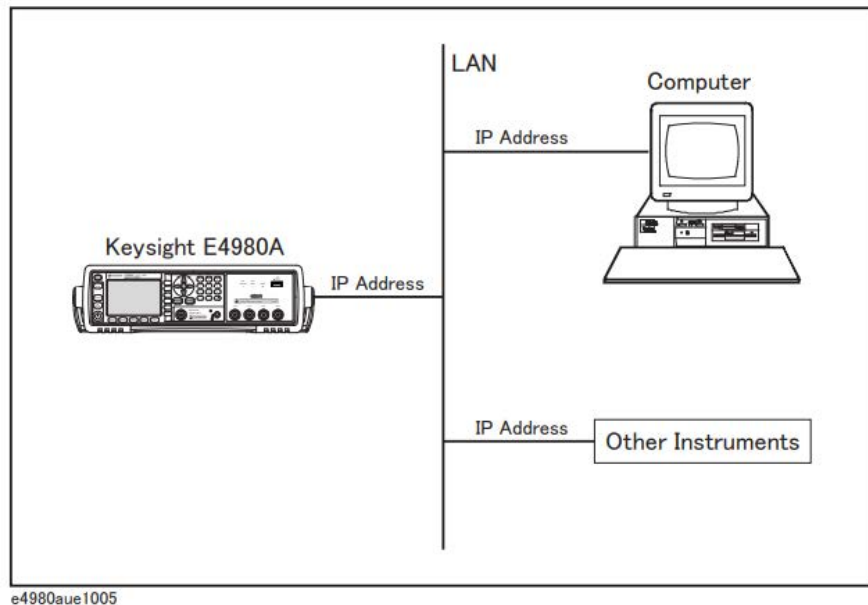 LAN
Computer
IP Address
Keysight E4980A
IP Address
IP Address
Other Instruments
e4980aue1005